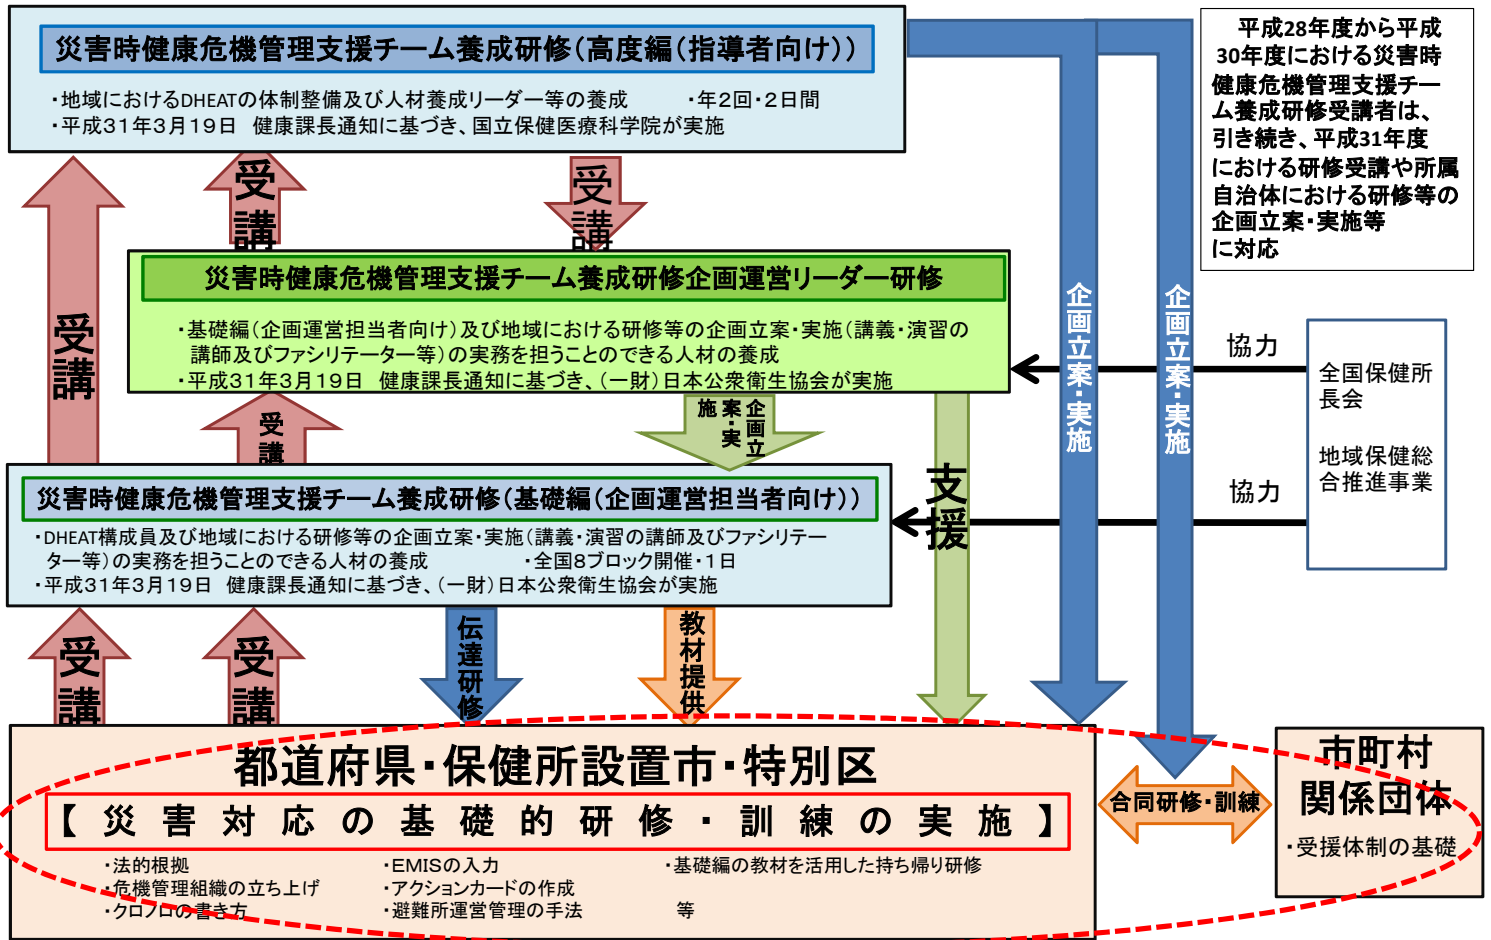 災害時健康危機管理支援チーム養成研修（高度編（指導者向け））
・地域におけるDHEATの体制整備及び人材養成リーダー等の養成　　・年２回・２日間
・平成３１年３月１９日　健康課長通知に基づき、国立保健医療科学院が実施
平成28年度から平成
30年度における災害時
健康危機管理支援チー
ム養成研修受講者は、
引き続き、平成31年度
における研修受講や所属
自治体における研修等の
企画立案・実施等
に対応
受講
受講
受講
災害時健康危機管理支援チーム養成研修企画運営リーダー研修
・基礎編（企画運営担当者向け）及び地域における研修等の企画立案・実施（講義・演習の
講師及びファシリテーター等）の実務を担うことのできる人材の養成
・平成３１年３月１９日　健康課長通知に基づき、（一財）日本公衆衛生協会が実施
企画立案・実施
企画立案・実施
協力
全国保健所
長会
地域保健総
合推進事業
協力
受講
企画立
案・実
施
支援
災害時健康危機管理支援チーム養成研修（基礎編（企画運営担当者向け））
・DHEAT構成員及び地域における研修等の企画立案・実施（講義・演習の講師及びファシリテー
ター等）の実務を担うことのできる人材の養成　　・全国８ブロック開催・１日
・平成３１年３月１９日　健康課長通知に基づき、（一財）日本公衆衛生協会が実施
受講
受講
伝達研修
教材提供
都道府県・保健所設置市・特別区
【災害対応の基礎的研修・訓練の実施】
・法的根拠
・危機管理組織の立ち上げ
・クロノロの書き方
・EMISの入力
・アクションカードの作成
・避難所運営管理の手法
・基礎編の教材を活用した持ち帰り研修
等
合同研修・訓練
市町村
関係団体
・受援体制の基礎